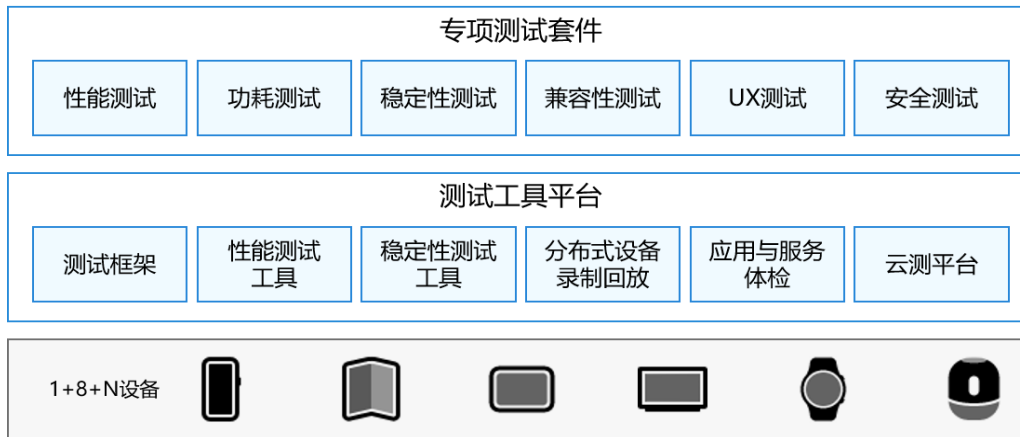 专项测试套件
性能测试
功耗测试
稳定性测试
兼容性测试
UX测试
安全测试
测试工具平台
测试框架
性能测试
工具
稳定性测试
工具
分布式设备
录制回放
应用与服务
体检
云测平台
1+8+N设备